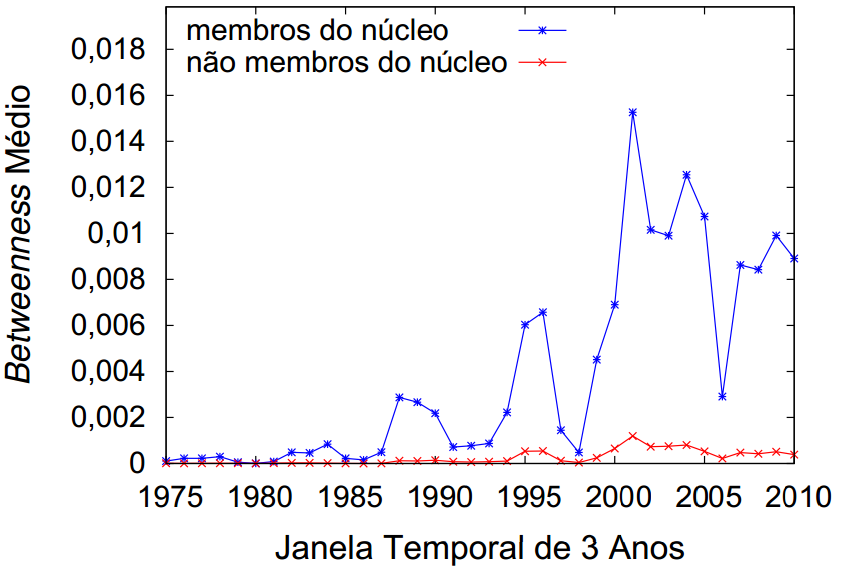 membros do núcleo
não membros do núcleo
0,018
0,016
0,014
0,012
0,01
0,008
0,006
0,004
0,002
0
Betweenness Médio
1975 1980 1985 1990 1995 2000 2005 2010
Janela Temporal de 3 Anos